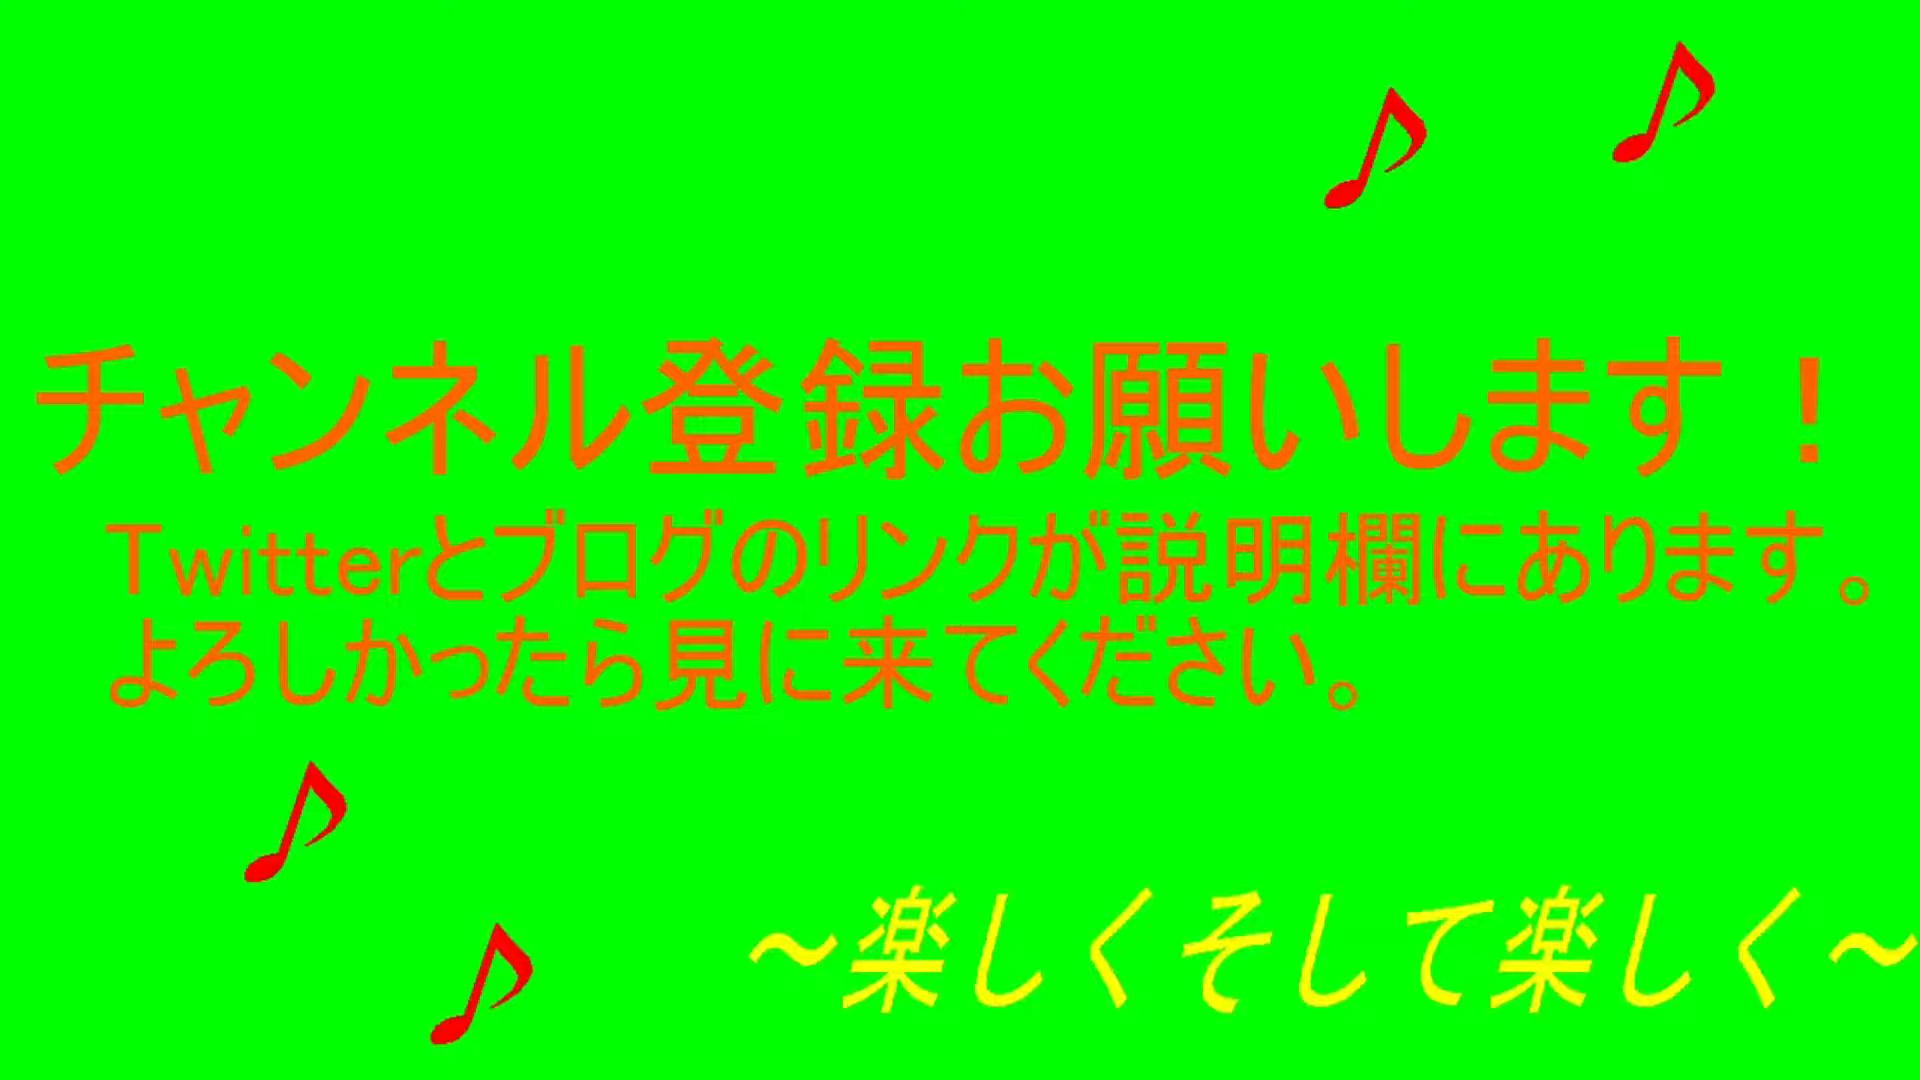 チャンネル登録お願いします！
Twitterとブログのリンクが説明欄にあります。
よろしかったら見に来てください。
～楽しくそして楽しく～